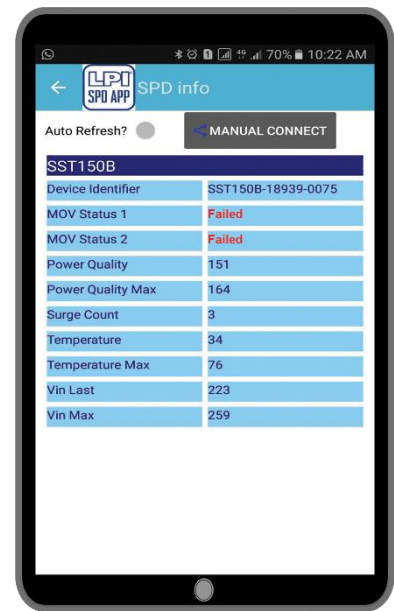 1 4G 70% 10:22 AM
LPI
SPD APP
SPD info
Auto Refresh? MANUAL CONNECT
SST150B
Device Identifier SST150B-18939-0075
MOV Status 1 Failed
MOV Status 2 Failed
Power Quality 151
Power Quality Max 164
Surge Count 3
Temperature 34
Temperature Max 76
Vin Last 223
Vin Max 259